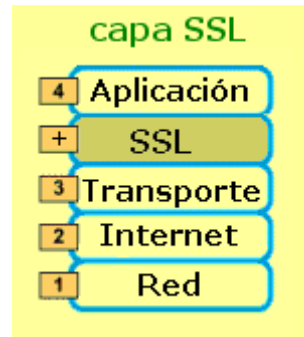 capa SSL
4 Aplicación
+ SSL
3 Transporte
2 Internet
1 Red